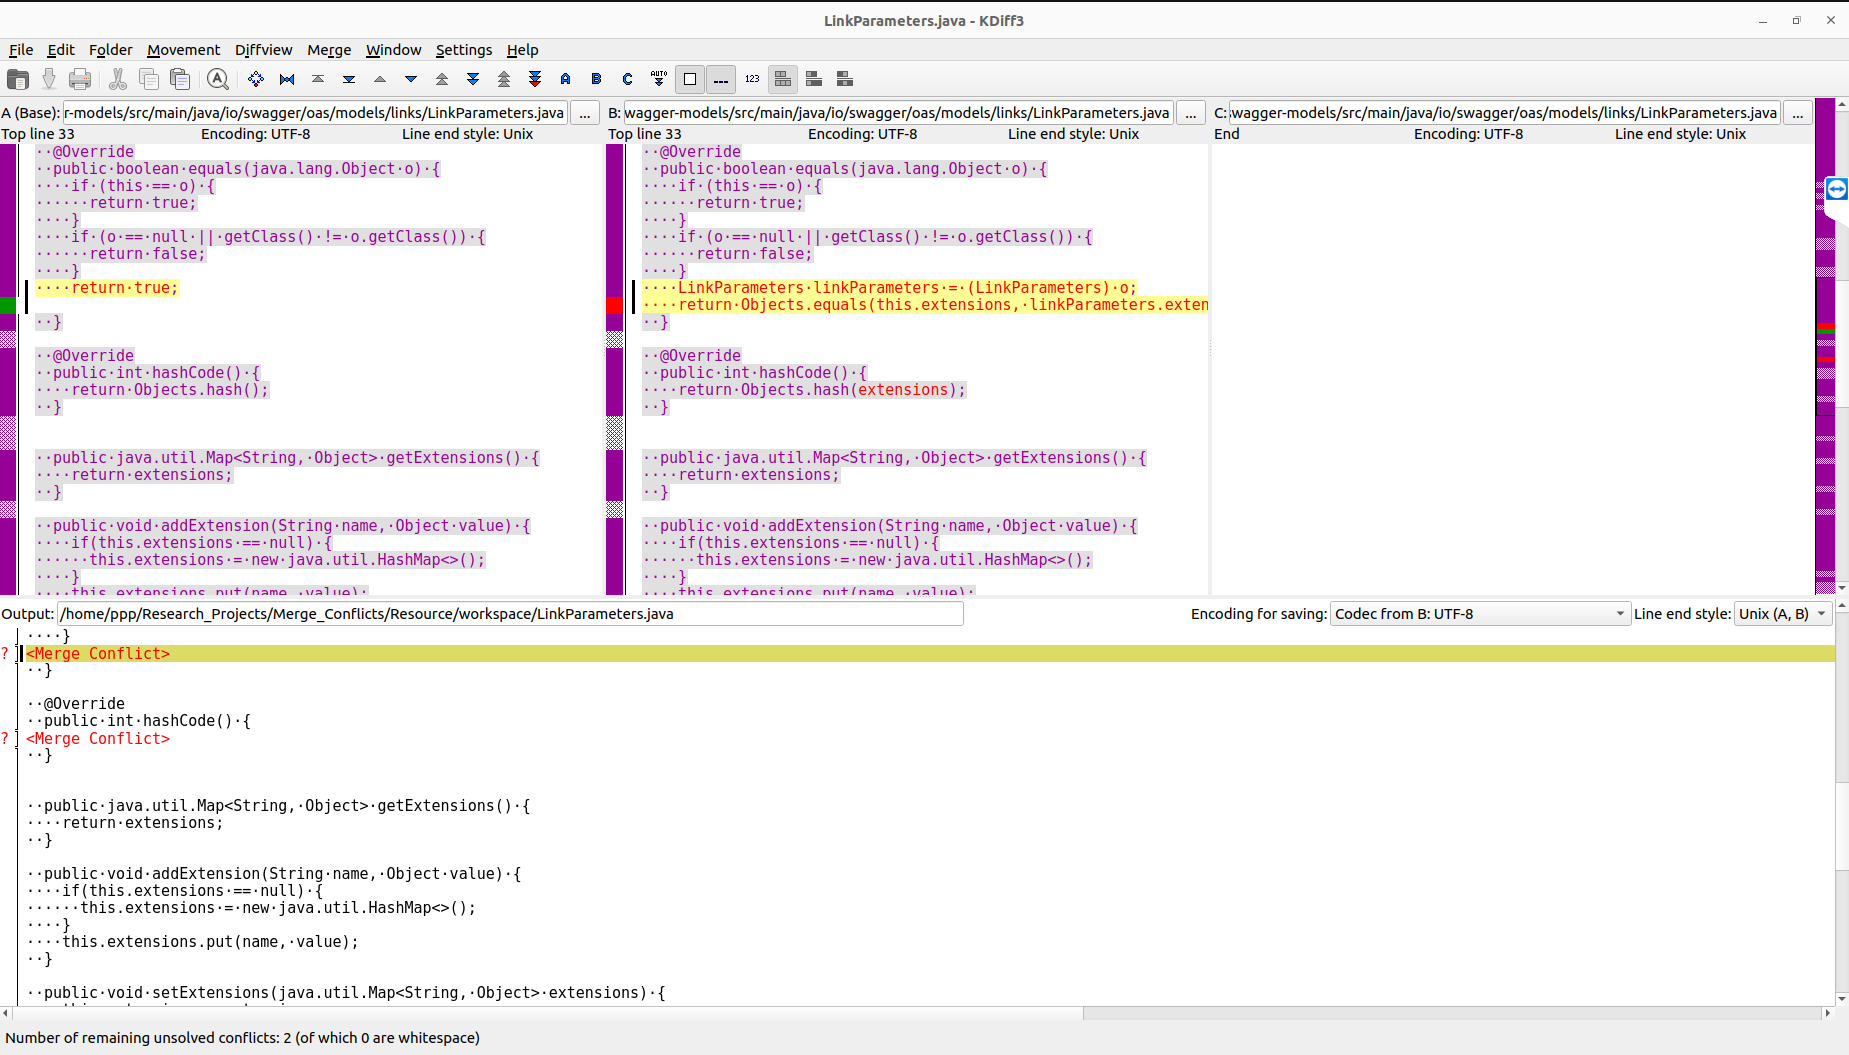 LinkParameters.java - KDiff3
File Edit Folder Movement Diffview Merge Window Settings Help
A B C AUTO 123
A (Base): r-models/src/main/java/io/swagger/oas/models/links/LinkParameters.java ...
Top line 33 Encoding: UTF-8 Line end style: Unix
··@Override
··public·boolean·equals(java.lang.Object·o)·{
····if·(this·==·o)·{
······return·true;
····}
····if·(o·==·null·||·getClass()·!=·o.getClass())·{
······return·false;
····}
····return·true;
··}
··@Override
··public·int·hashCode()·{
····return·Objects.hash();
··}
··public·java.util.Map<String,·Object>·getExtensions()·{
····return·extensions;
··}
··public·void·addExtension(String·name,·Object·value)·{
····if(this.extensions·==·null)·{
······this.extensions·=·new·java.util.HashMap<>();
····}
····this.extensions.put(name,·value);
B: wagger-models/src/main/java/io/swagger/oas/models/links/LinkParameters.java ...
Top line 33 Encoding: UTF-8 Line end style: Unix
··@Override
··public·boolean·equals(java.lang.Object·o)·{
····if·(this·==·o)·{
······return·true;
····}
····if·(o·==·null·||·getClass()·!=·o.getClass())·{
······return·false;
····}
····LinkParameters·linkParameters·=·(LinkParameters)·o;
····return·Objects.equals(this.extensions,·linkParameters.exten
··}
··@Override
··public·int·hashCode()·{
····return·Objects.hash(extensions);
··}
··public·java.util.Map<String,·Object>·getExtensions()·{
····return·extensions;
··}
··public·void·addExtension(String·name,·Object·value)·{
····if(this.extensions·==·null)·{
······this.extensions·=·new·java.util.HashMap<>();
····}
····this.extensions.put(name,·value);
C: wagger-models/src/main/java/io/swagger/oas/models/links/LinkParameters.java ...
End Encoding: UTF-8 Line end style: Unix
Output: /home/ppp/Research_Projects/Merge_Conflicts/Resource/workspace/LinkParameters.java Encoding for saving: Codec from B: UTF-8 Line end style: Unix (A, B)
····}
? <Merge Conflict>
··}
··@Override
··public·int·hashCode()·{
? <Merge Conflict>
··}
··public·java.util.Map<String,·Object>·getExtensions()·{
····return·extensions;
··}
··public·void·addExtension(String·name,·Object·value)·{
····if(this.extensions·==·null)·{
······this.extensions·=·new·java.util.HashMap<>();
····}
····this.extensions.put(name,·value);
··}
··public·void·setExtensions(java.util.Map<String,·Object>·extensions)·{
Number of remaining unsolved conflicts: 2 (of which 0 are whitespace)